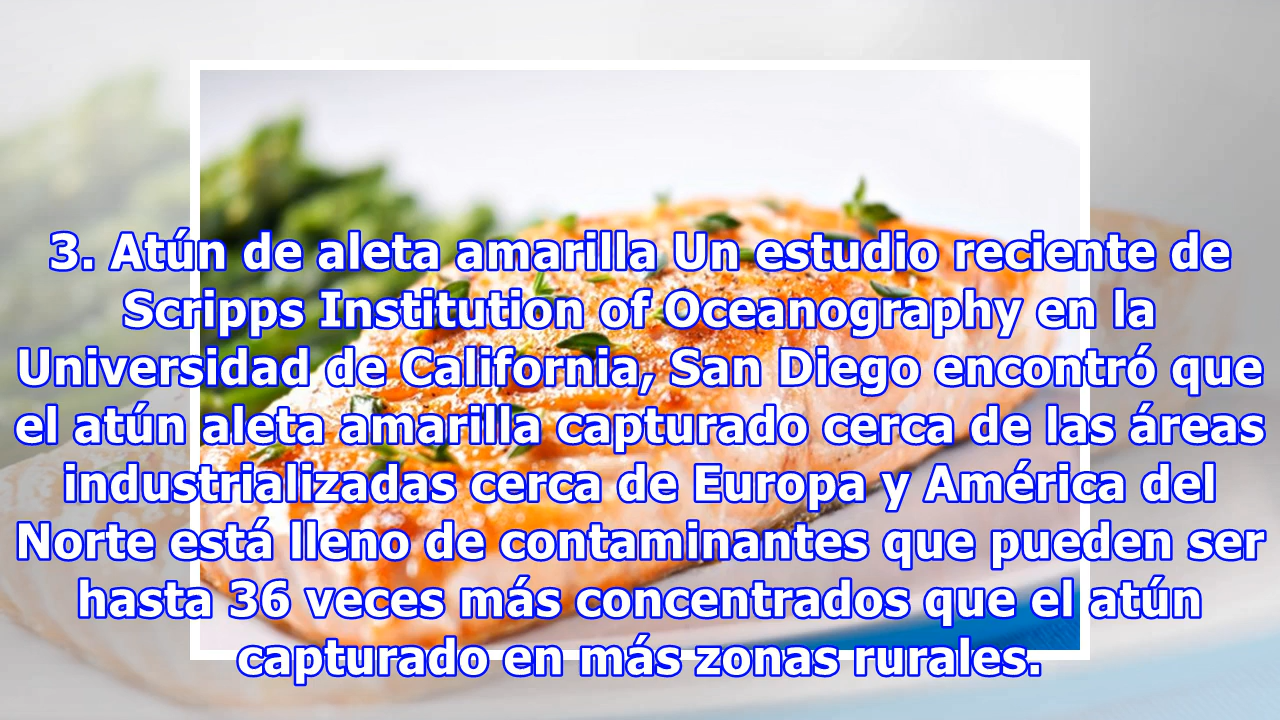 3. Atún de aleta amarilla Un estudio reciente de
Scripps Institution of Oceanography en la
Universidad de California, San Diego encontró que
el atún aleta amarilla capturado cerca de las áreas
industrializadas cerca de Europa y América del
Norte está lleno de contaminantes que pueden ser
hasta 36 veces más concentrados que el atún
capturado en más zonas rurales.